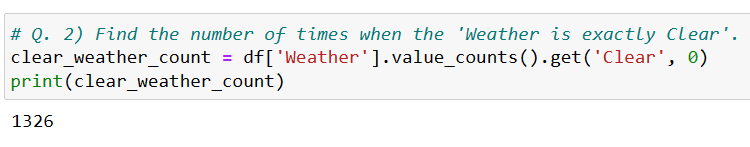 # Q. 2) Find the number of times when the 'Weather is exactly Clear'.
clear_weather_count = df['Weather'].value_counts().get('Clear', 0)
print(clear_weather_count)
1326